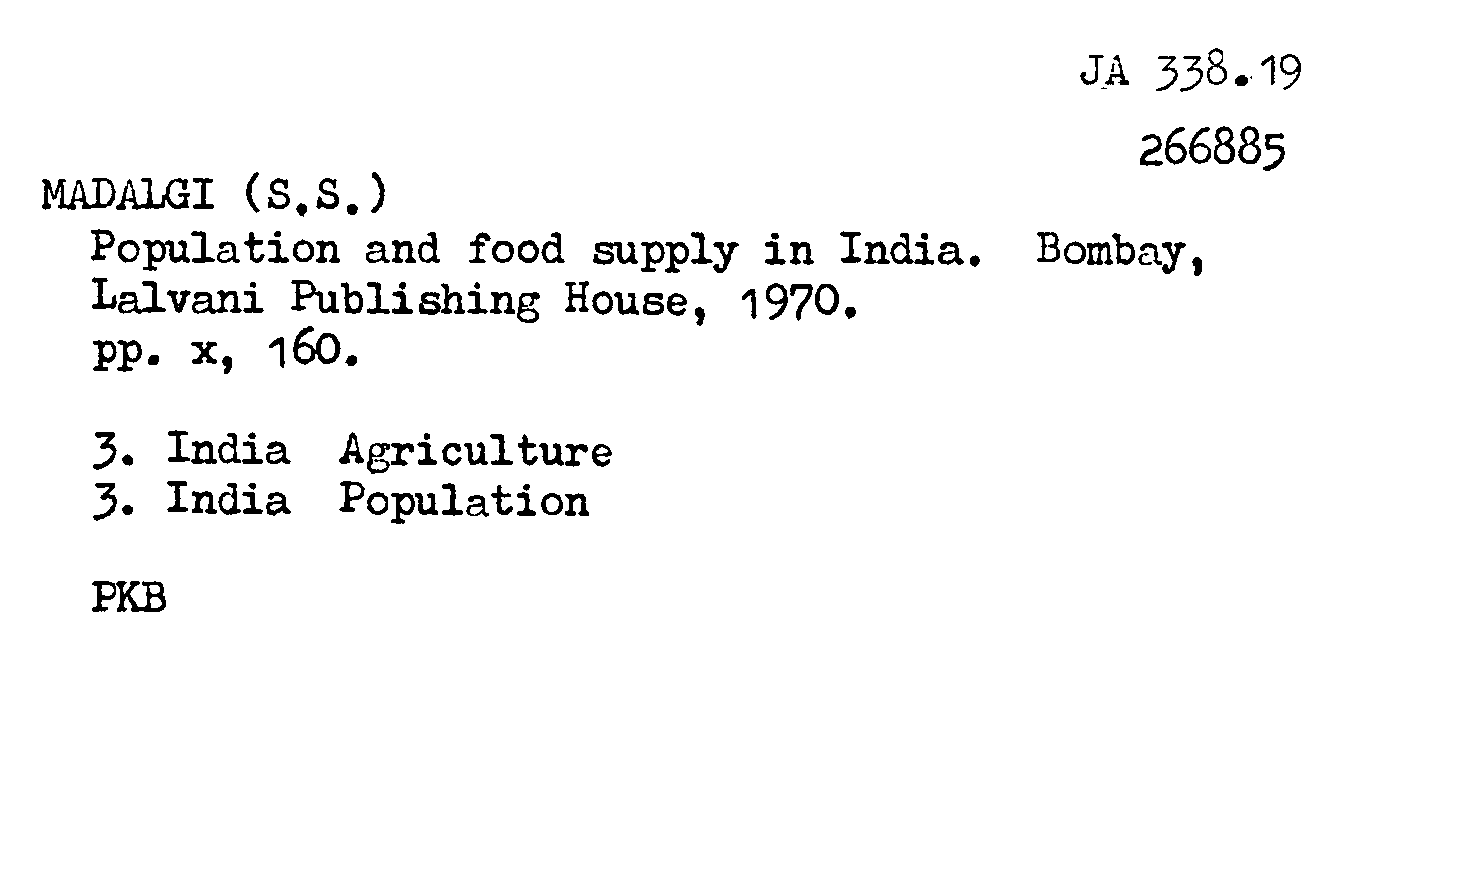 JA 338.19
266885
MADALGI (S.S.)
Population and food supply in India. Bombay,
Lalvani Publishing House, 1970.
pp. x, 160.
3. India Agriculture
3. India Population
PKB